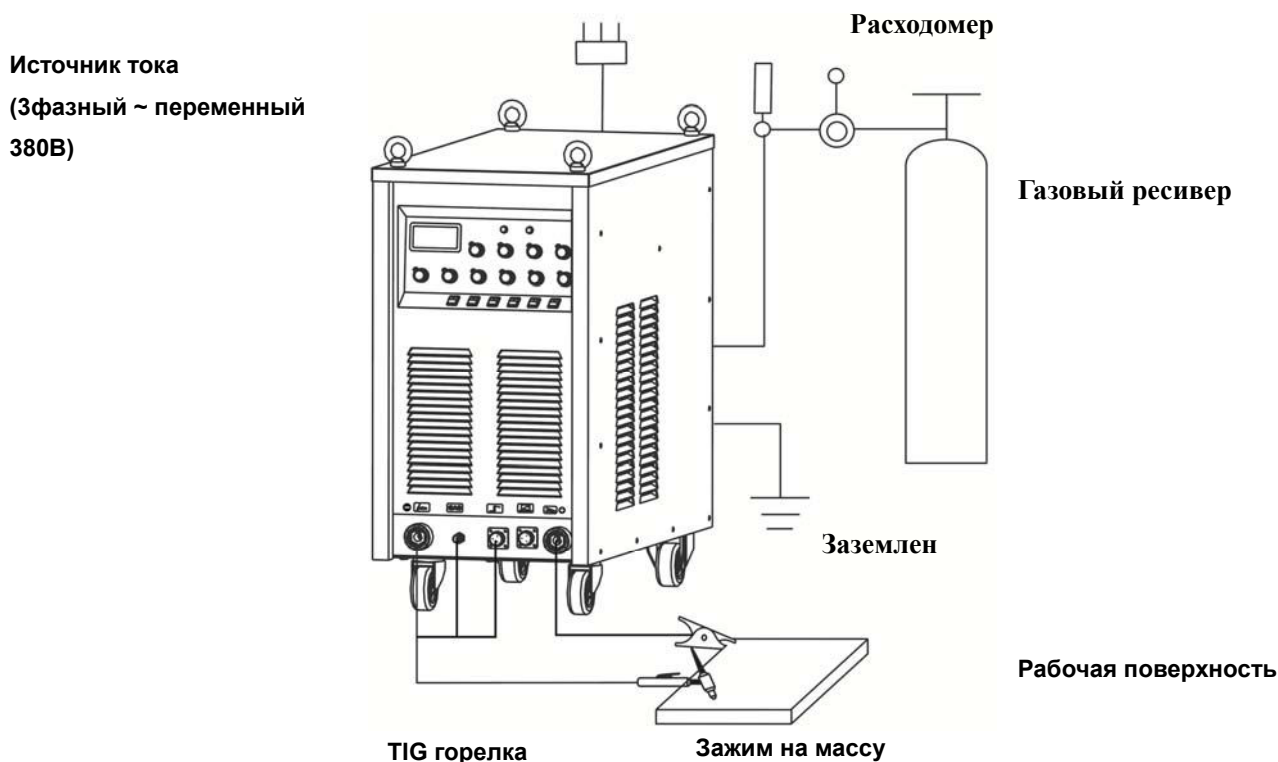 Расходомер
Источник тока
(3фазный ~ переменный
380В)
Газовый ресивер
Заземлен
Рабочая поверхность
TIG горелка
Зажим на массу